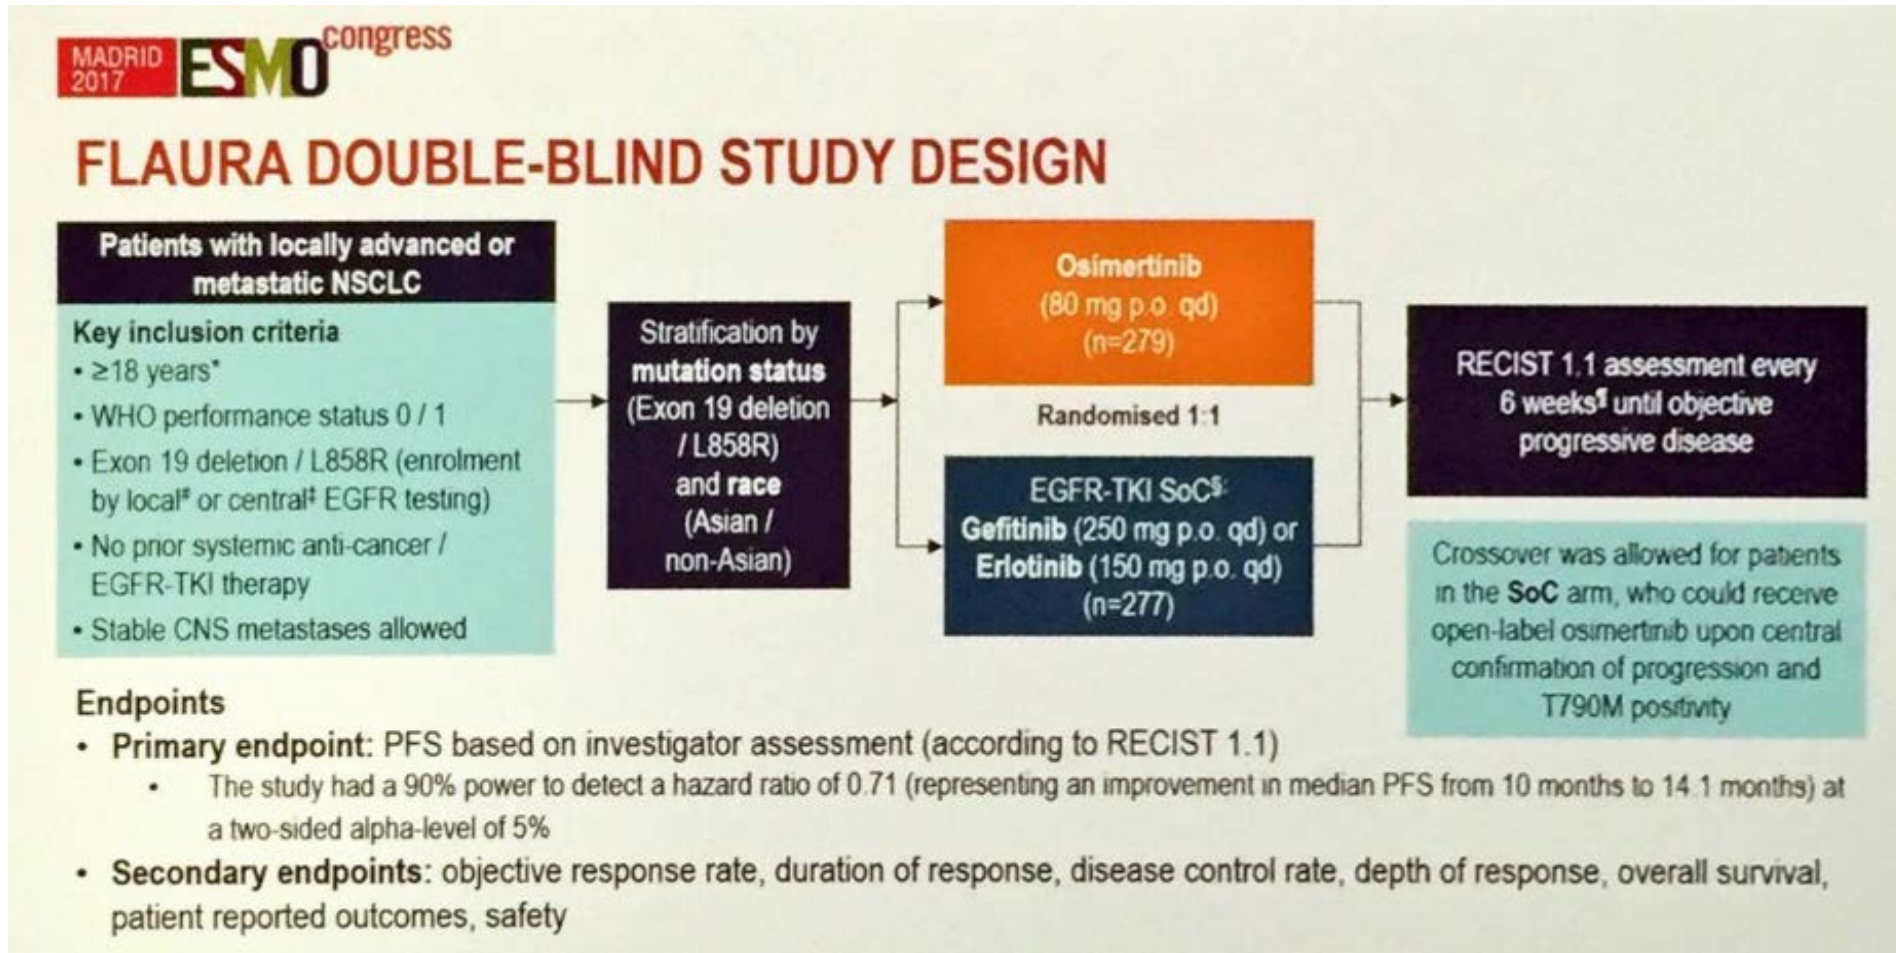 MADRID
2017
ESMO congress
FLAURA DOUBLE-BLIND STUDY DESIGN
Patients with locally advanced or
metastatic NSCLC
Key inclusion criteria
• ≥18 years*
• WHO performance status 0 / 1
• Exon 19 deletion / L858R (enrolment
by local# or central‡ EGFR testing)
• No prior systemic anti-cancer /
EGFR-TKI therapy
• Stable CNS metastases allowed
Stratification by
mutation status
(Exon 19 deletion
/ L858R)
and race
(Asian /
non-Asian)
Osimertinib
(80 mg p.o. qd)
(n=279)
Randomised 1:1
EGFR-TKI SoC§:
Gefitinib (250 mg p.o. qd) or
Erlotinib (150 mg p.o. qd)
(n=277)
RECIST 1.1 assessment every
6 weeks¶ until objective
progressive disease
Crossover was allowed for patients
in the SoC arm, who could receive
open-label osimertinib upon central
confirmation of progression and
T790M positivity
Endpoints
• Primary endpoint: PFS based on investigator assessment (according to RECIST 1.1)
• The study had a 90% power to detect a hazard ratio of 0.71 (representing an improvement in median PFS from 10 months to 14.1 months) at
a two-sided alpha-level of 5%
• Secondary endpoints: objective response rate, duration of response, disease control rate, depth of response, overall survival,
patient reported outcomes, safety